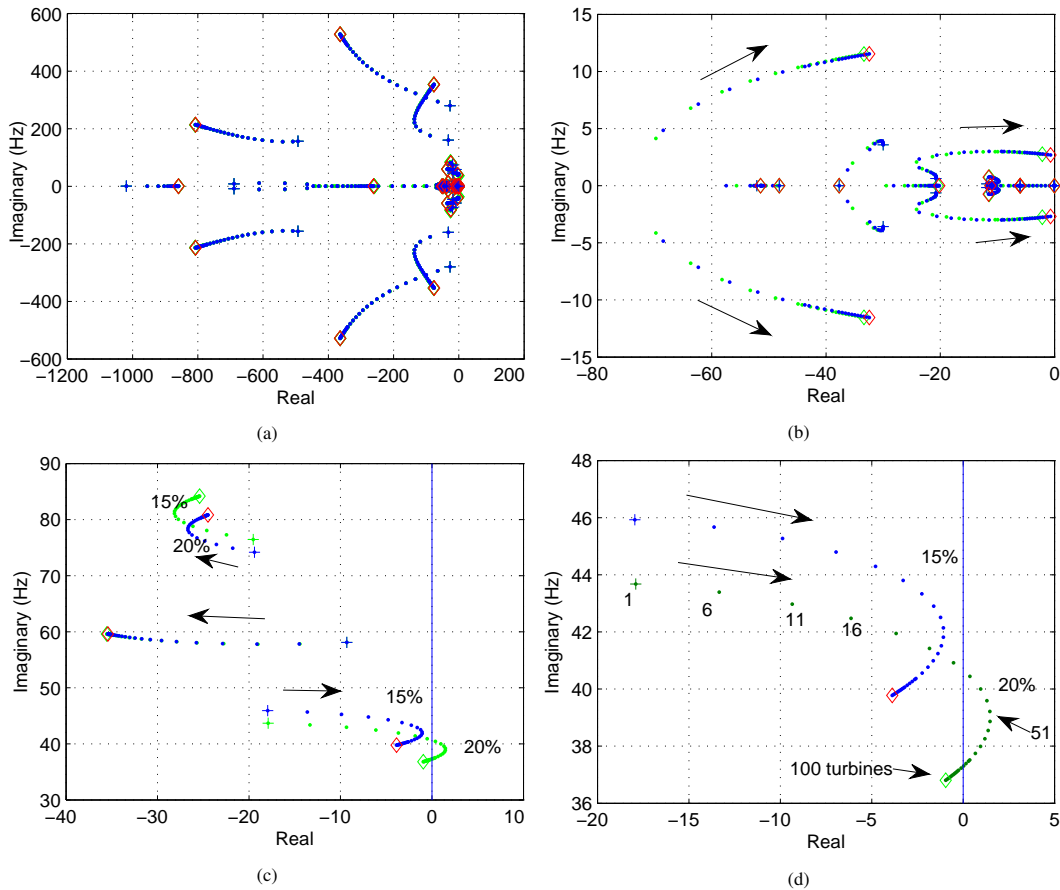 600
400
200
0
−200
−400
−600
−1200 −1000 −800 −600 −400 −200 0 200
Imaginary (Hz)
Real
(a)
15
10
5
0
−5
−10
−15
−80 −60 −40 −20 0
Imaginary (Hz)
Real
(b)
90
80
70
60
50
40
30
−40 −30 −20 −10 0 10
Imaginary (Hz)
Real
15%
20%
15%
20%
(c)
48
46
44
42
40
38
36
−20 −15 −10 −5 0 5
Imaginary (Hz)
Real
15%
1
6
11
16
20%
51
100 turbines
(d)